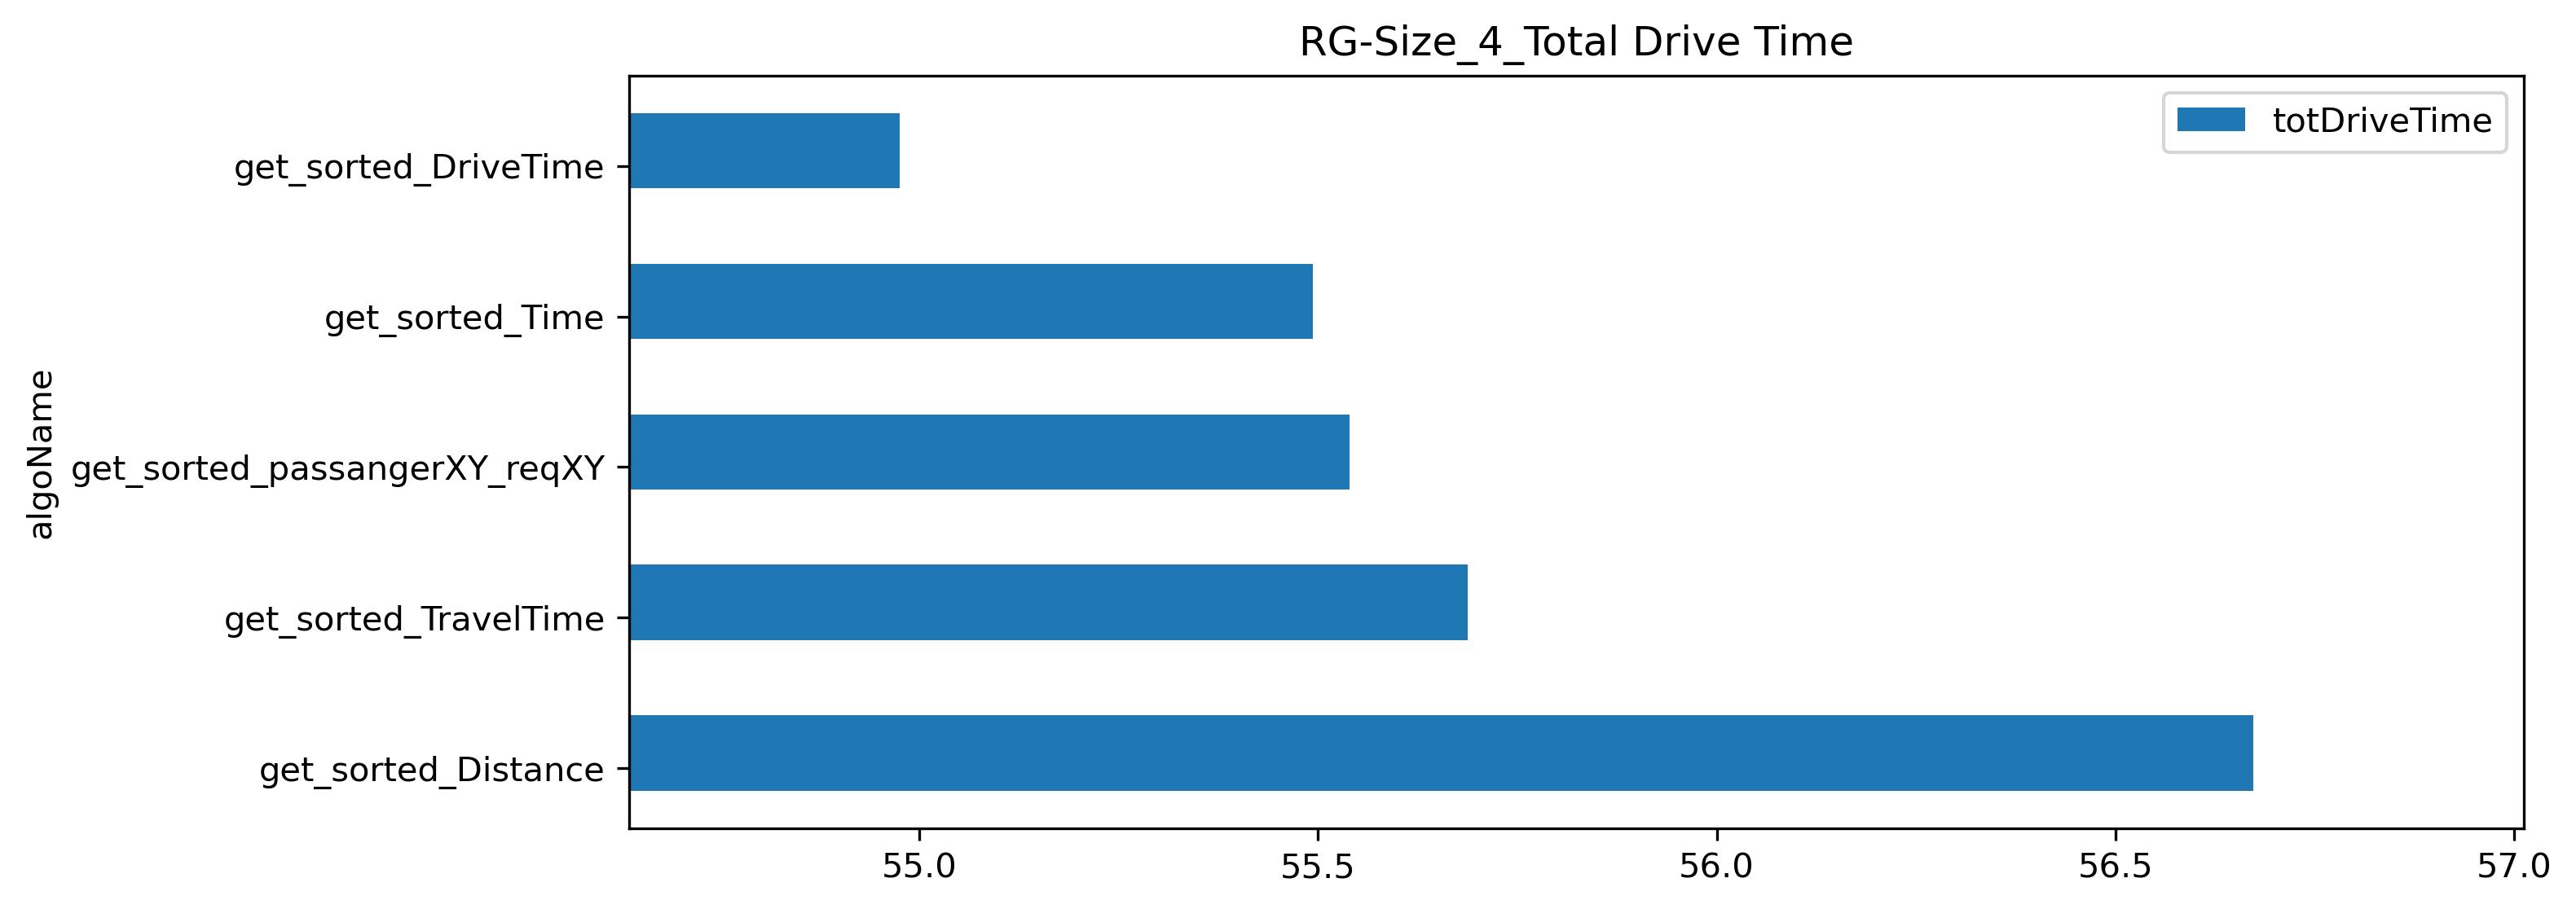 RG-Size_4_Total Drive Time
totDriveTime
algoName
get_sorted_DriveTime
get_sorted_Time
get_sorted_passangerXY_reqXY
get_sorted_TravelTime
get_sorted_Distance
55.0 55.5 56.0 56.5 57.0